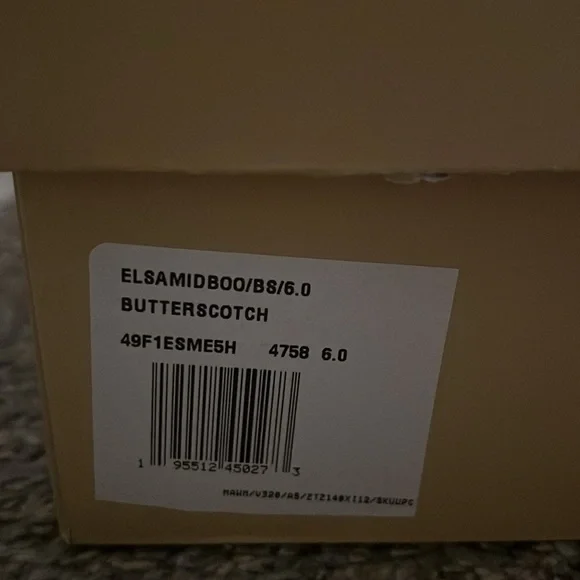 ELSAMIDBOO/BS/6.0
BUTTERSCOTCH
49F1ESME5H 4758 6.0
1 95512 45027 3